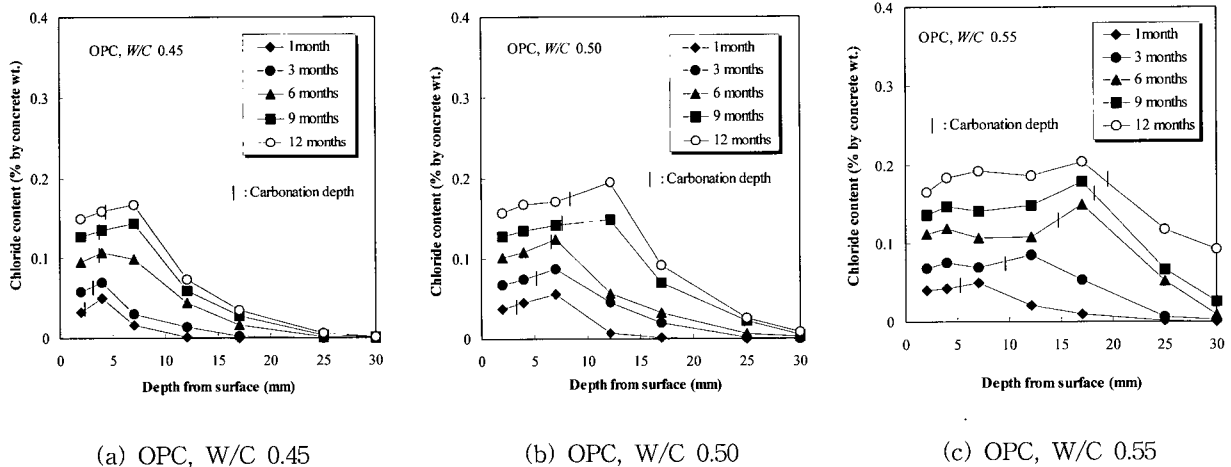 0.4
0.3
0.2
0.1
0
Chloride content (% by concrete wt.)
OPC, W/C 0.45
1month
3 months
6 months
9 months
12 months
| : Carbonation depth
0 5 10 15 20 25 30
Depth from surface (mm)
(a) OPC, W/C 0.45
0.4
0.3
0.2
0.1
0
Chloride content (% by concrete wt.)
OPC, W/C 0.50
1month
3 months
6 months
9 months
12 months
| : Carbonation depth
0 5 10 15 20 25 30
Depth from surface (mm)
(b) OPC, W/C 0.50
0.4
0.3
0.2
0.1
0
Chloride content (% by concrete wt.)
OPC, W/C 0.55
1month
3 months
6 months
9 months
12 months
| : Carbonation depth
0 5 10 15 20 25 30
Depth from surface (mm)
(c) OPC, W/C 0.55